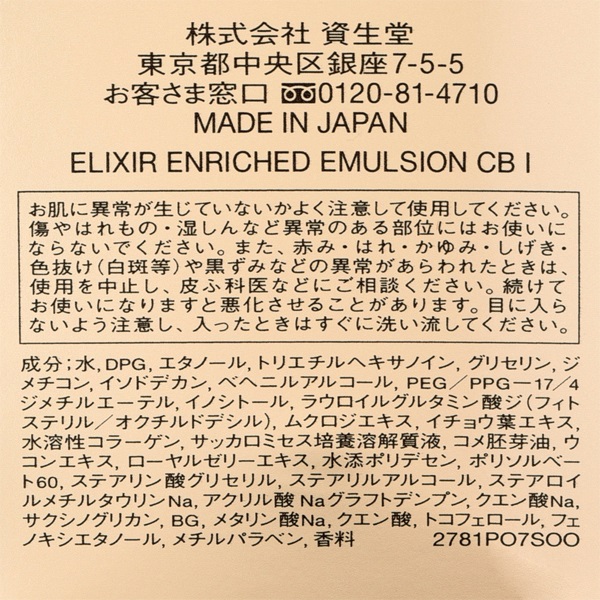 株式会社 資生堂
東京都中央区銀座7-5-5
お客さま窓口 0120-81-4710
MADE IN JAPAN
ELIXIR ENRICHED EMULSION CB I
お肌に異常が生じていないかよく注意して使用してください。
傷やはれもの・湿しんなど異常のある部位にはお使いに
ならないでください。また、赤み・はれ・かゆみ・しげき・
色抜け(白斑等)や黒ずみなどの異常があらわれたときは、
使用を中止し、皮ふ科医などにご相談ください。続けて
お使いになりますと悪化させることがあります。目に入ら
ないよう注意し、入ったときはすぐに洗い流してください。
成分;水, DPG, エタノール, トリエチルヘキサノイン, グリセリン, ジ
メチコン, イソドデカン, ベヘニルアルコール, PEG/PPG-17/4
ジメチルエーテル, イノシトール, ラウロイルグルタミン酸ジ(フィト
ステリル/オクチルドデシル), ムクロジエキス, イチョウ葉エキス,
水溶性コラーゲン, サッカロミセス培養溶解質液, コメ胚芽油, ウ
コンエキス, ローヤルゼリーエキス, 水添ポリデセン, ポリソルベー
ト60, ステアリン酸グリセリル, ステアリルアルコール, ステアロイ
ルメチルタウリンNa, アクリル酸Naグラフトデンプン, クエン酸Na,
サクシノグリカン, BG, メタリン酸Na, クエン酸, トコフェロール, フェ
ノキシエタノール, メチルパラベン, 香料 2781PO7SOO